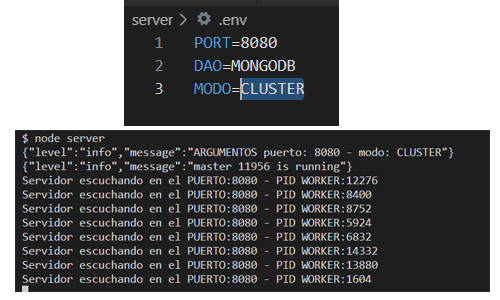 server > .env
1 PORT=8080
2 DAO=MONGODB
3 MODO=CLUSTER
$ node server
{"level":"info","message":"ARGUMENTOS puerto: 8080 - modo: CLUSTER"}
{"level":"info","message":"master 11956 is running"}
Servidor escuchando en el PUERTO:8080 - PID WORKER:12276
Servidor escuchando en el PUERTO:8080 - PID WORKER:8400
Servidor escuchando en el PUERTO:8080 - PID WORKER:8752
Servidor escuchando en el PUERTO:8080 - PID WORKER:5924
Servidor escuchando en el PUERTO:8080 - PID WORKER:6832
Servidor escuchando en el PUERTO:8080 - PID WORKER:14332
Servidor escuchando en el PUERTO:8080 - PID WORKER:13880
Servidor escuchando en el PUERTO:8080 - PID WORKER:1604